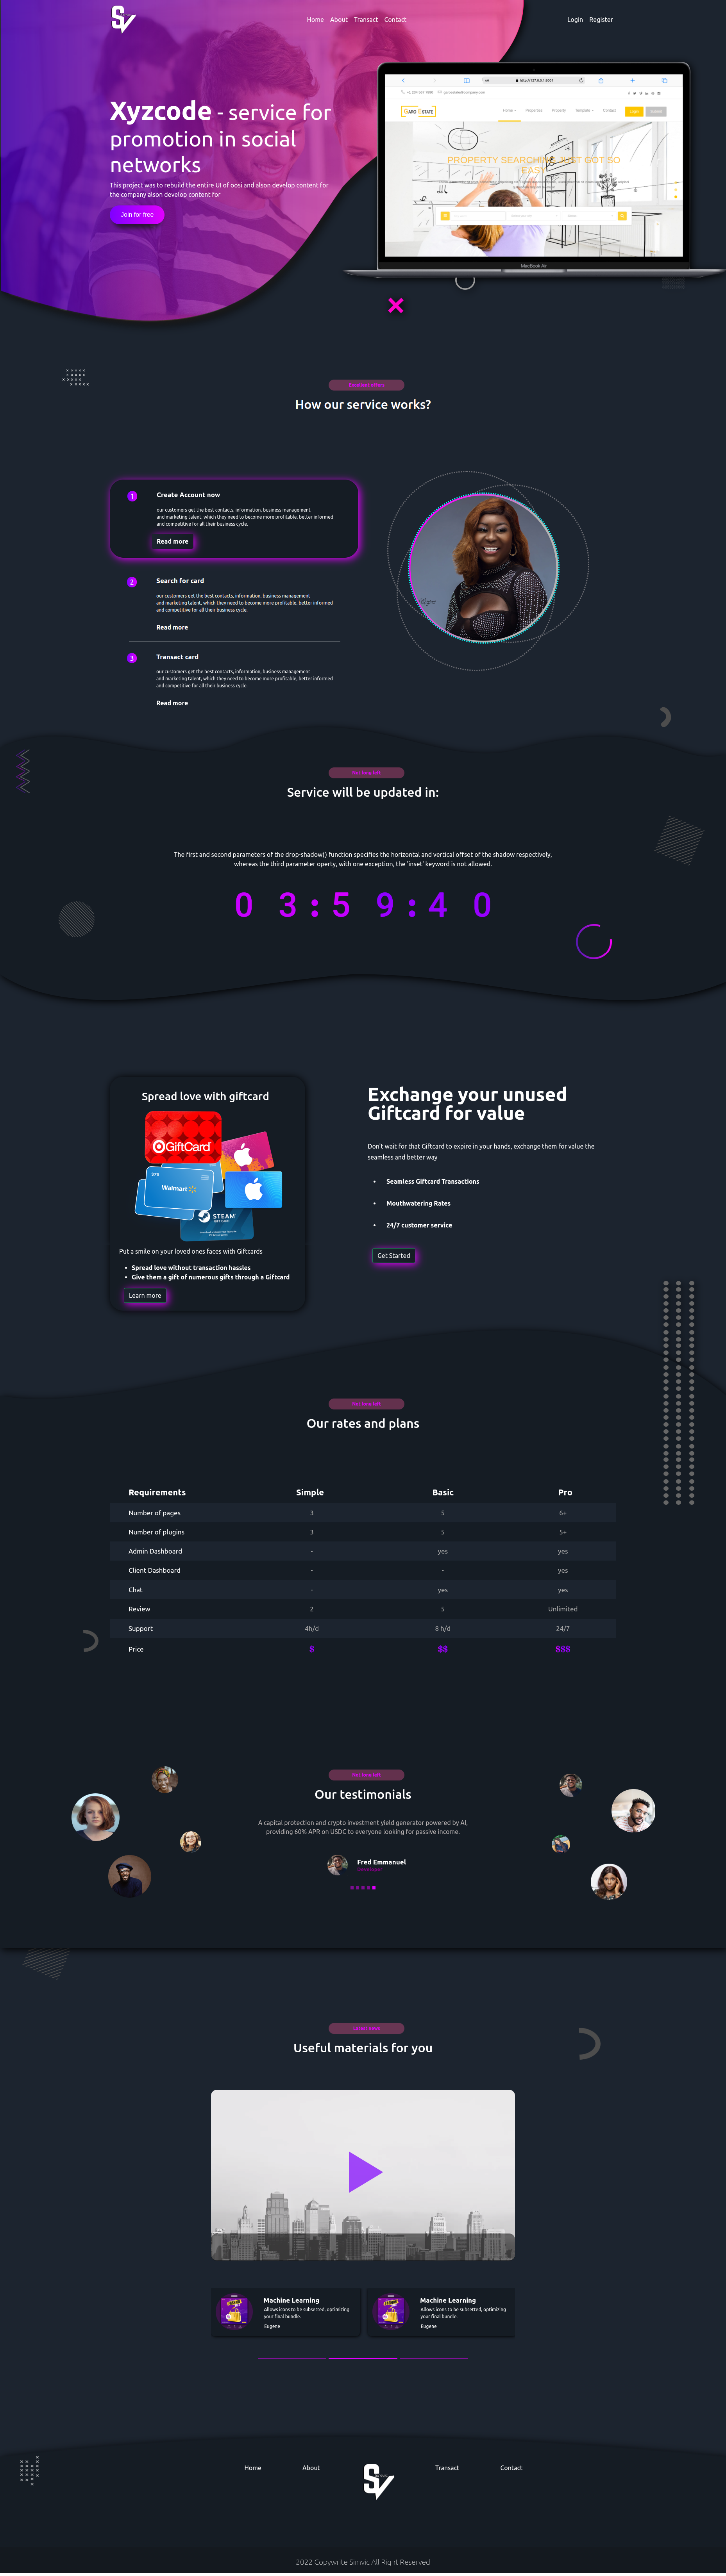 Home About Transact Contact
Login Register
Xyzcode - service for
promotion in social
networks
This project was to rebuild the entire UI of oosi and alson develop content for
the company alson develop content for
Join for free
PROPERTY SEARCHING JUST GOT SO
EASY
MacBook Air
How our service works?
1
Create Account now
our customers get the best contacts, information, business management
and marketing talent, which they need to become more profitable, better informed
and competitive for all their business cycle.
Read more
2
Search for card
our customers get the best contacts, information, business management
and marketing talent, which they need to become more profitable, better informed
and competitive for all their business cycle.
Read more
3
Transact card
our customers get the best contacts, information, business management
and marketing talent, which they need to become more profitable, better informed
and competitive for all their business cycle.
Read more
Not long left
Service will be updated in:
The first and second parameters of the drop-shadow() function specifies the horizontal and vertical offset of the shadow respectively,
whereas the third parameter operty, with one exception, the 'inset' keyword is not allowed.
0 3 : 5 9 : 4 0
Spread love with giftcard
GiftCard
Walmart
STEAM
Put a smile on your loved ones faces with Giftcards
Spread love without transaction hassles
Give them a gift of numerous gifts through a Giftcard
Learn more
Exchange your unused
Giftcard for value
Don't wait for that Giftcard to expire in your hands, exchange them for value the
seamless and better way
Seamless Giftcard Transactions
Mouthwatering Rates
24/7 customer service
Get Started
Not long left
Our rates and plans
Requirements Simple Basic Pro
Number of pages 3 5 6+
Number of plugins 3 5 5+
Admin Dashboard - yes yes
Client Dashboard - - yes
Chat - yes yes
Review 2 5 Unlimited
Support 4h/d 8 h/d 24/7
Price $ $$ $$$
Not long left
Our testimonials
A capital protection and crypto investment yield generator powered by AI,
providing 60% APR on USDC to everyone looking for passive income.
Fred Emmanuel
Useful materials for you
Machine Learning
Allows icons to be subsetted, optimizing
your final bundle.
Eugene
Machine Learning
Allows icons to be subsetted, optimizing
your final bundle.
Eugene
Home About Transact Contact
2022 Copywrite Simvic All Right Reserved